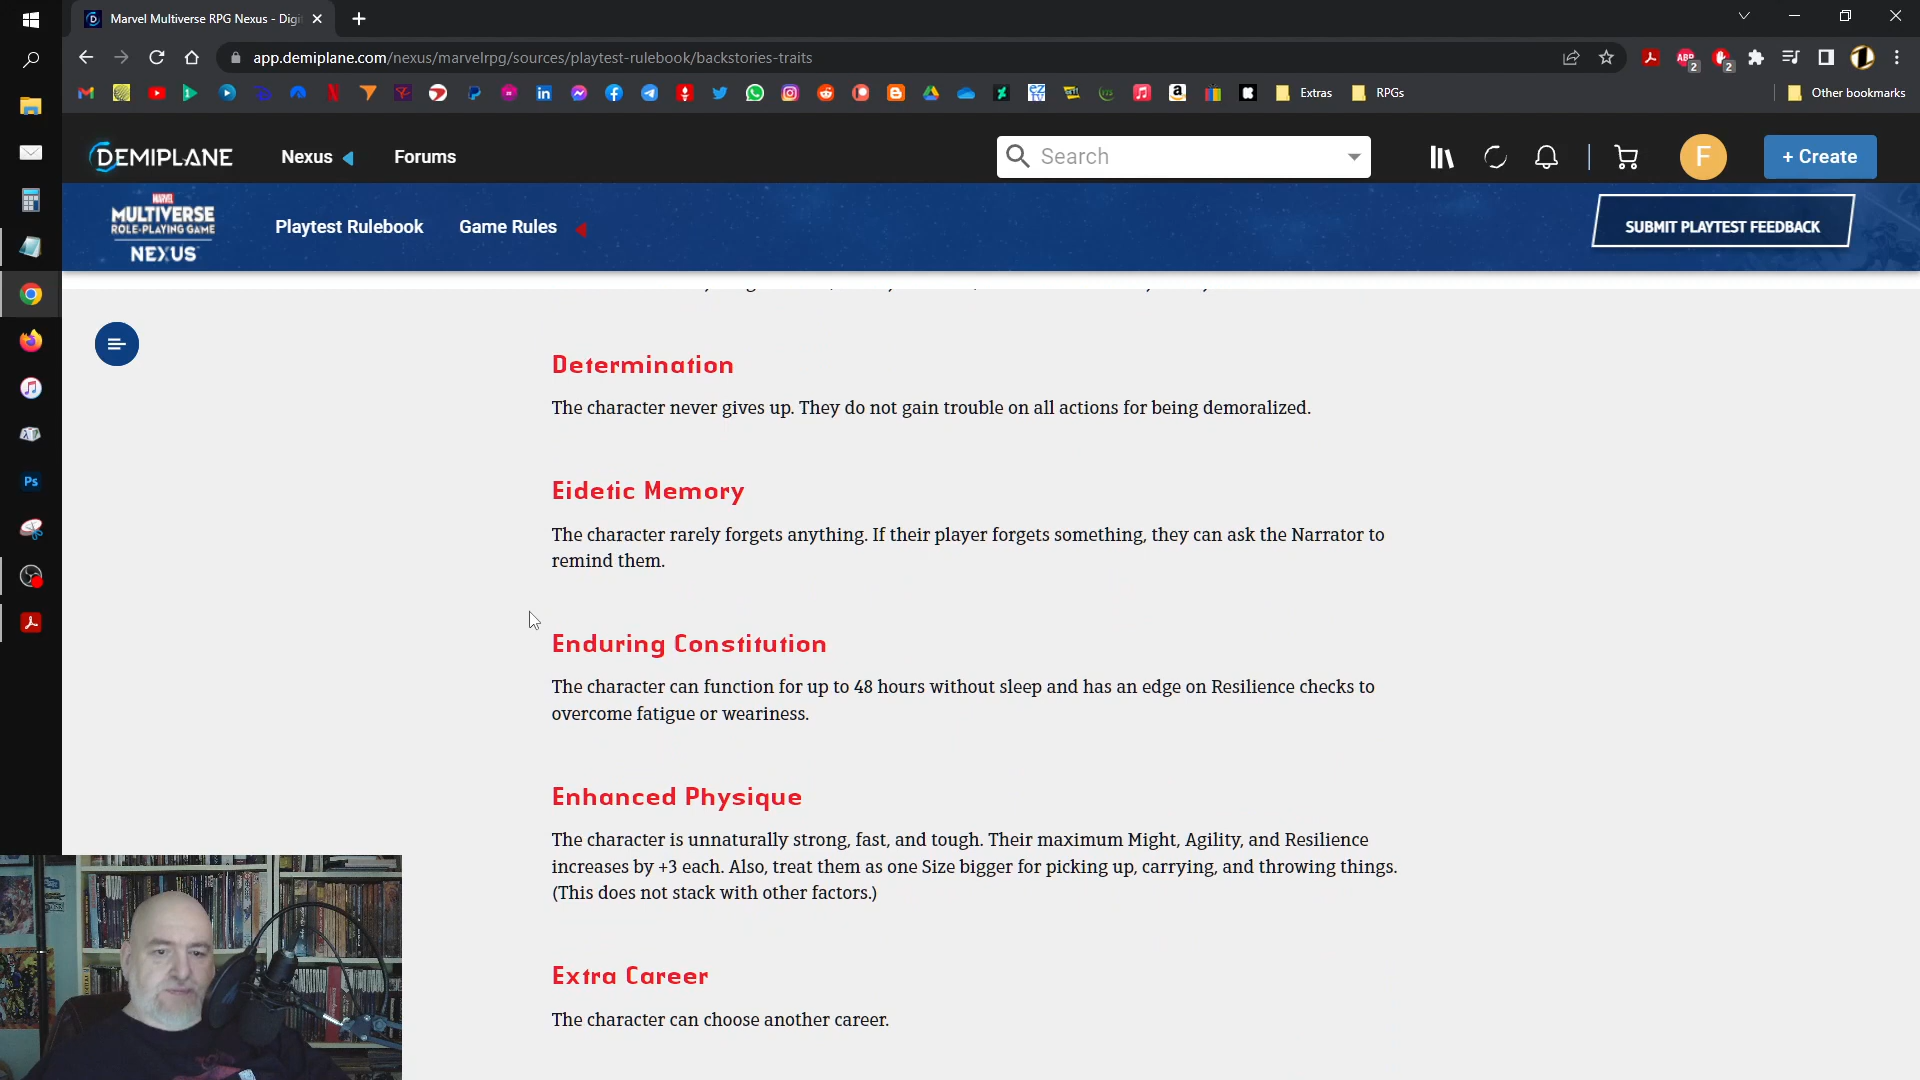 Marvel Multiverse RPG Nexus - Digi
app.demiplane.com/nexus/marvelrpg/sources/playtest-rulebook/backstories-traits
ABP
2
2
Extras
RPGs
Other bookmarks
DEMIPLANE
Nexus
Forums
Search
F
+ Create
MARVEL
MULTIVERSE
ROLE-PLAYING GAME
NEXUS
Playtest Rulebook
Game Rules
SUBMIT PLAYTEST FEEDBACK
Determination
The character never gives up. They do not gain trouble on all actions for being demoralized.
Eidetic Memory
The character rarely forgets anything. If their player forgets something, they can ask the Narrator to
remind them.
Enduring Constitution
The character can function for up to 48 hours without sleep and has an edge on Resilience checks to
overcome fatigue or weariness.
Enhanced Physique
The character is unnaturally strong, fast, and tough. Their maximum Might, Agility, and Resilience
increases by +3 each. Also, treat them as one Size bigger for picking up, carrying, and throwing things.
(This does not stack with other factors.)
Extra Career
The character can choose another career.
Ps